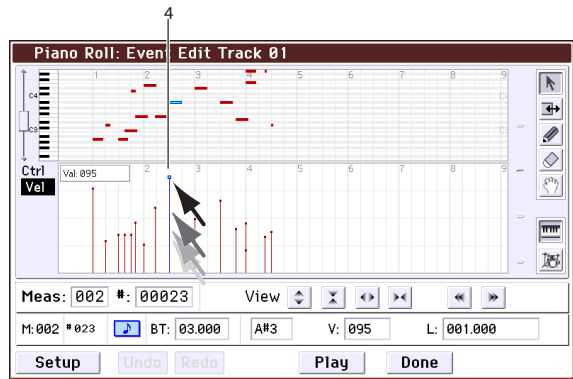 4
Piano Roll: Event Edit Track 01
1 2 3 4 5 6 7 8 9
C4
C3
Ctrl
Vel
Val: 095
2 3 4 5 6 7 8 9
Meas: 002 #: 00023 View
M: 002 #023 BT: 03.000 A#3 V: 095 L: 001.000
Setup Undo Redo Play Done